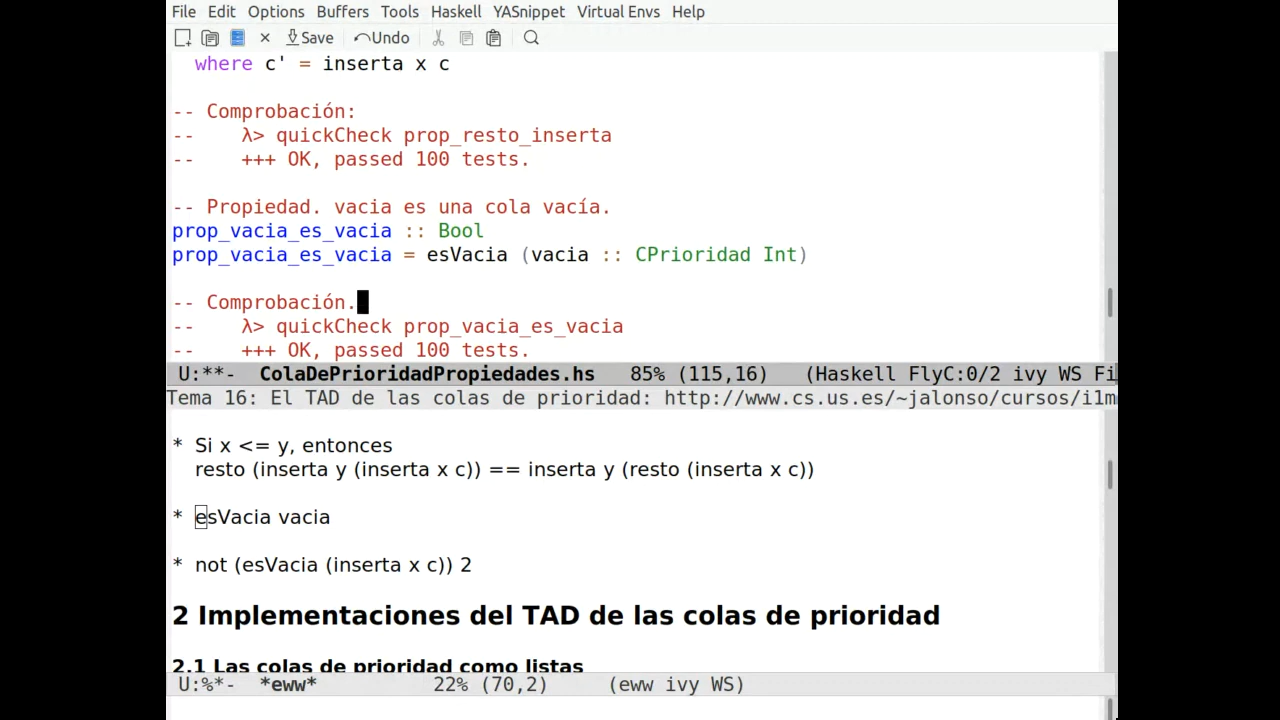 File Edit Options Buffers Tools Haskell YASnippet Virtual Envs Help
Save Undo
where c' = inserta x c
-- Comprobación:
--    λ> quickCheck prop_resto_inserta
--    +++ OK, passed 100 tests.
-- Propiedad. vacia es una cola vacía.
prop_vacia_es_vacia :: Bool
prop_vacia_es_vacia = esVacia (vacia :: CPrioridad Int)
-- Comprobación.
--    λ> quickCheck prop_vacia_es_vacia
--    +++ OK, passed 100 tests.
U:**-  ColaDePrioridadPropiedades.hs   85% (115,16)   (Haskell FlyC:0/2 ivy WS Fi
Tema 16: El TAD de las colas de prioridad: http://www.cs.us.es/~jalonso/cursos/i1m
* Si x <= y, entonces
resto (inserta y (inserta x c)) == inserta y (resto (inserta x c))
* esVacia vacia
* not (esVacia (inserta x c)) 2
2 Implementaciones del TAD de las colas de prioridad
2.1 Las colas de prioridad como listas
U:%*-  *eww*          22% (70,2)     (eww ivy WS)